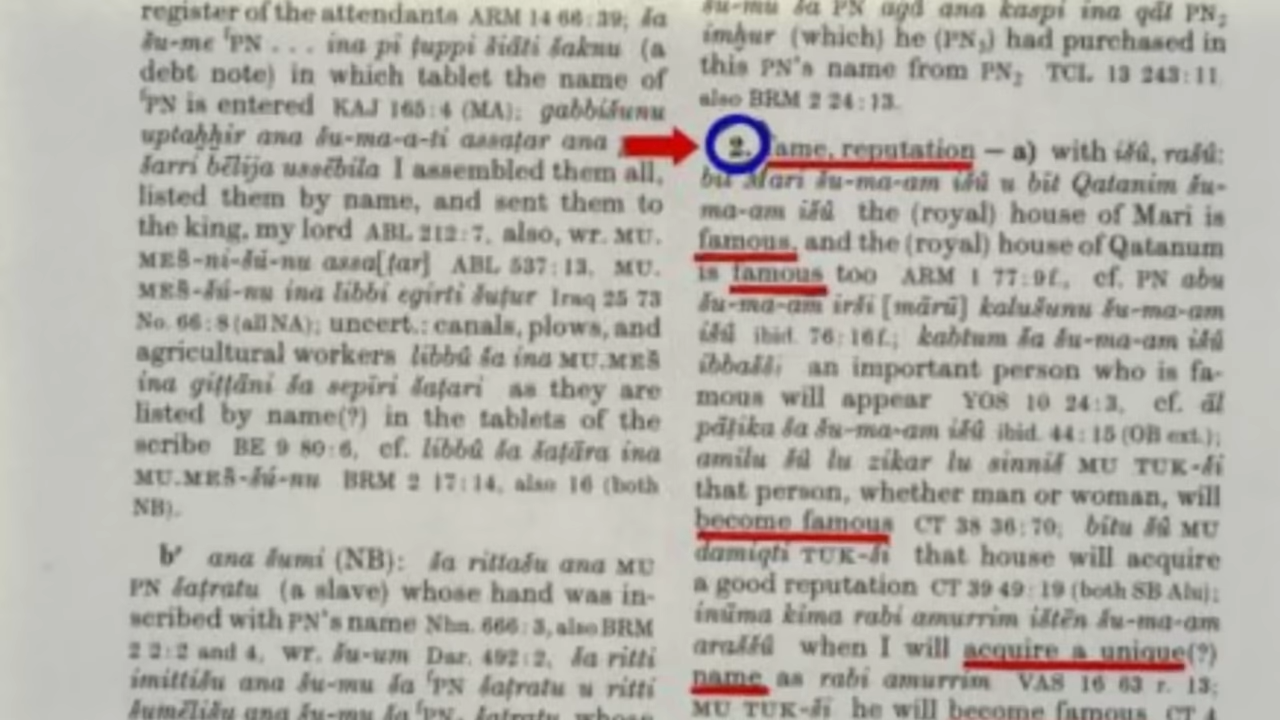 register of the attendants ARM 14 66:39; ša
šu-me ᶠPN . . . ina pi ṭuppi šiāti šaknu (a
debt note) in which tablet the name of
ᶠPN is entered KAJ 165:4 (MA); gabbišunu
uptaḫḫir ana šu-ma-a-ti assaṭar ana
šarri bēlija ussēbila I assembled them all,
listed them by name, and sent them to
the king, my lord ABL 212:7, also, wr. MU.
MEŠ-ni-šú-nu assa[ṭar] ABL 537:13, MU.
MEŠ-šú-nu ina libbi egirti šuṭur Iraq 25 73
No. 66:8 (all NA); uncert.: canals, plows, and
agricultural workers libbû ša ina MU.MEŠ
ina giṭṭāni ša sepīri šaṭari as they are
listed by name(?) in the tablets of the
scribe BE 9 80:6, cf. libbû ša šaṭāra ina
MU.MEŠ-šú-nu BRM 2 17:14, also 16 (both
NB).
b' ana šumi (NB): ša rittašu ana MU
PN šaṭratu (a slave) whose hand was in-
scribed with PN's name Nbn. 666:3, also BRM
2 2:2 and 4, wr. šu-um Dar. 492:2, ša ritti
imittišu ana šu-mu ša ᶠPN šaṭratu u ritti
šumēlišu ana šu-mu ša ᶠPN₂ šaṭratu whose
šu-mu ša PN agâ ana kaspi ina qāt PN₂
imḫur (which) he (PN₃) had purchased in
this PN's name from PN₂ TCL 13 243:11,
also BRM 2 24:13.
2. fame, reputation — a) with išû, rašû:
bīt Mari šu-ma-am išû u bīt Qatanim šu-
ma-am išû the (royal) house of Mari is
famous, and the (royal) house of Qatanum
is famous too ARM 1 77:9f., cf. PN abu
šu-ma-am irši [mārū] kalušunu šu-ma-am
išû ibid. 76:16f.; kabtum ša šu-ma-am išû
ibbašši an important person who is fa-
mous will appear YOS 10 24:3, cf. āl
pāṭika ša šu-ma-am išû ibid. 44:15 (OB ext.);
amīlu šû lu zikar lu sinniš MU TUK-ši
that person, whether man or woman, will
become famous CT 38 36:70; bītu šû MU
damiqti TUK-ši that house will acquire
a good reputation CT 39 49:19 (both SB Alu);
inūma kīma rabi amurrim ištēn šu-ma-am
araššû when I will acquire a unique(?)
name as rabi amurrim VAS 16 63 r. 13;
MU TUK-ši he will become famous CT 4